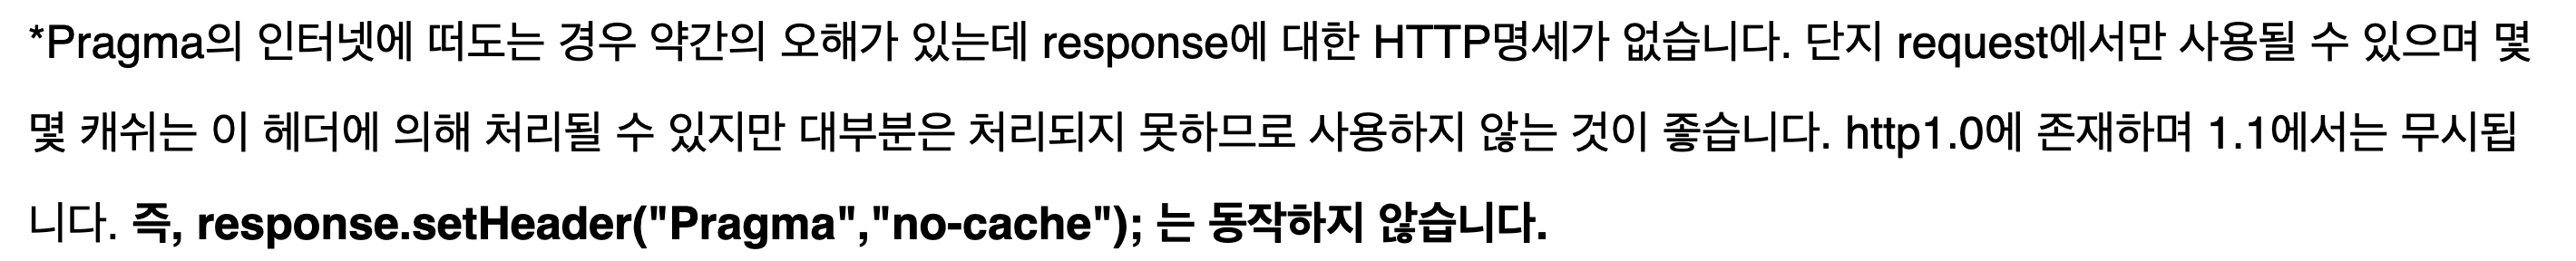 *Pragma의 인터넷에 떠도는 경우 약간의 오해가 있는데 response에 대한 HTTP명세가 없습니다. 단지 request에서만 사용될 수 있으며 몇
몇 캐쉬는 이 헤더에 의해 처리될 수 있지만 대부분은 처리되지 못하므로 사용하지 않는 것이 좋습니다. http1.0에 존재하며 1.1에서는 무시됩
니다. 즉, response.setHeader("Pragma","no-cache"); 는 동작하지 않습니다.